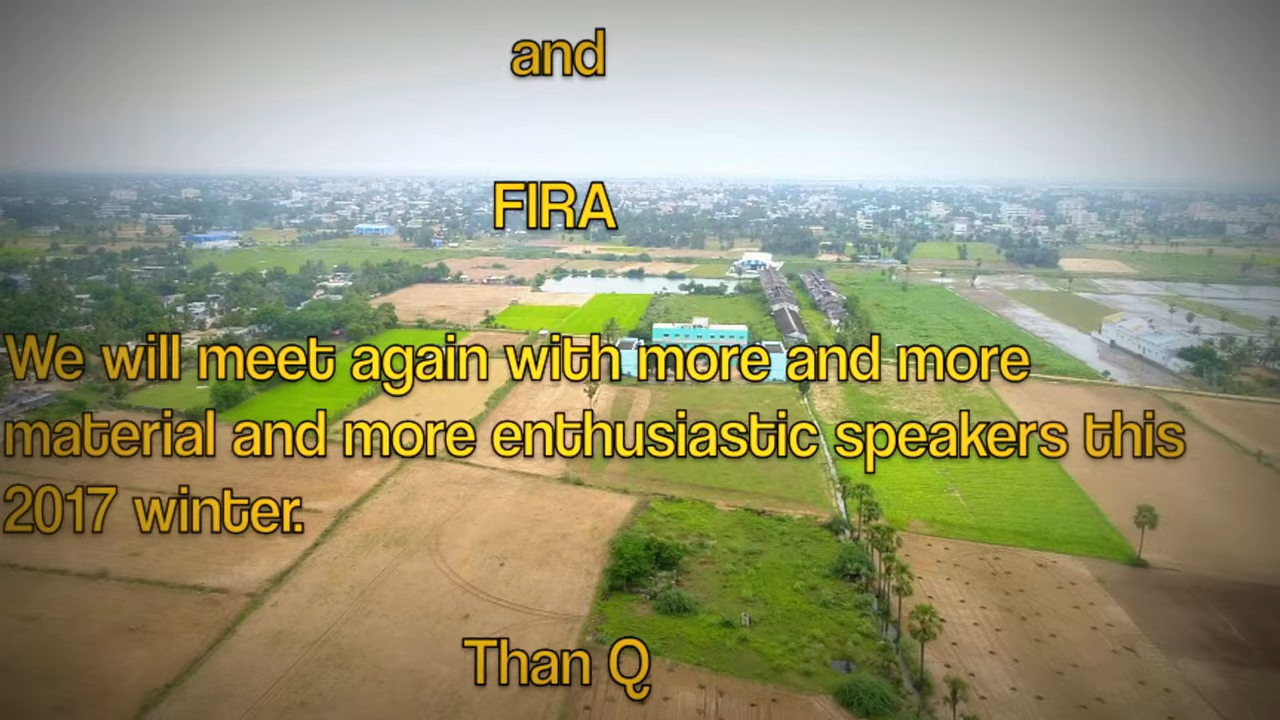 and
FIRA
We will meet again with more and more
material and more enthusiastic speakers this
2017 winter.
Than Q